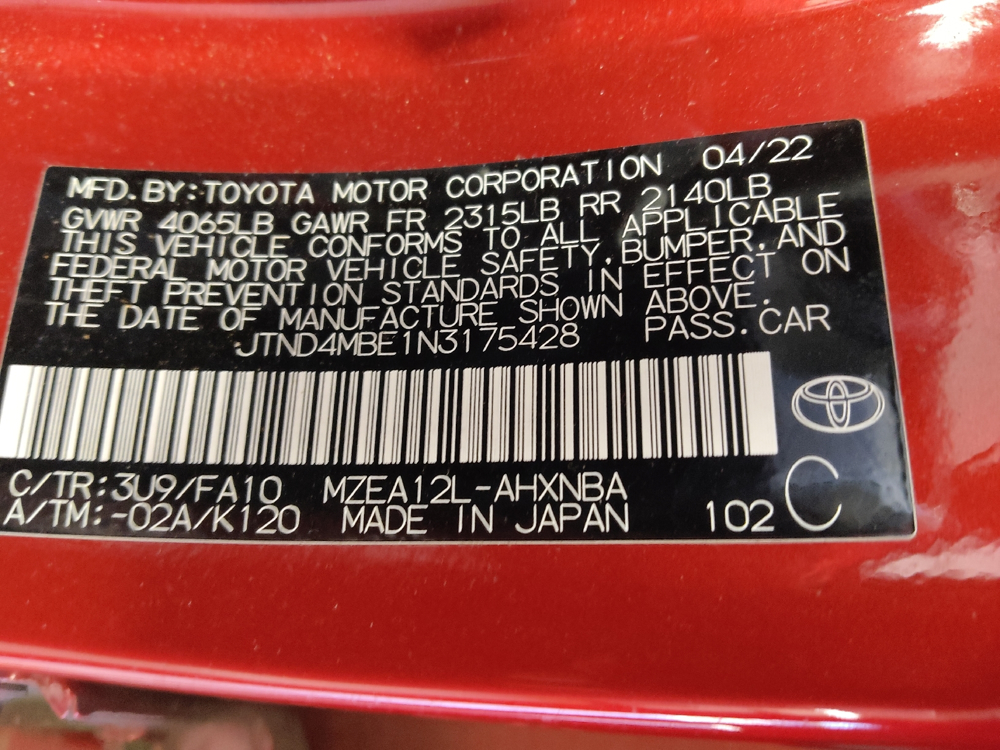 MFD.BY:TOYOTA MOTOR CORPORATION 04/22
GVWR 4065LB GAWR FR 2315LB RR 2140LB
THIS VEHICLE CONFORMS TO ALL APPLICABLE
FEDERAL MOTOR VEHICLE SAFETY,BUMPER,AND
THEFT PREVENTION STANDARDS IN EFFECT ON
THE DATE OF MANUFACTURE SHOWN ABOVE.
JTND4MBE1N3175428 PASS.CAR
C/TR:3U9/FA10 MZEA12L-AHXNBA
A/TM:-02A/K120 MADE IN JAPAN 102 C